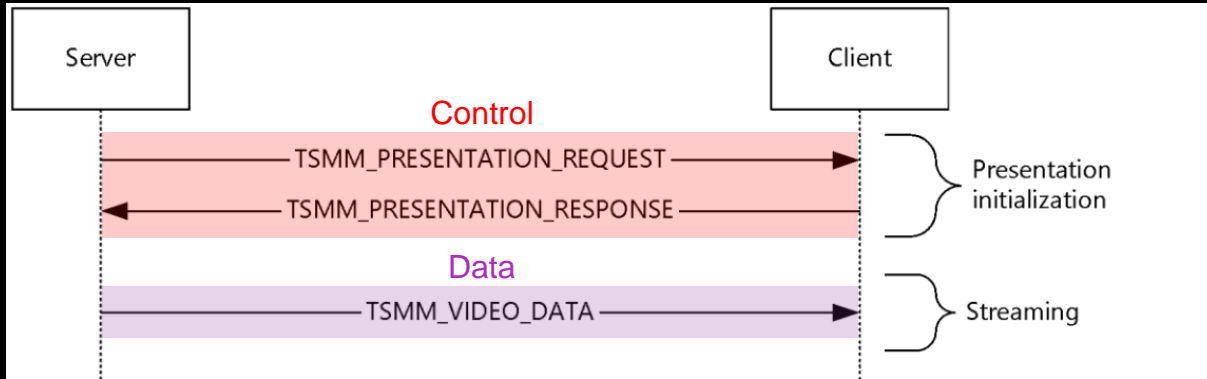 Server
Client
Control
TSMM_PRESENTATION_REQUEST
TSMM_PRESENTATION_RESPONSE
Presentation
initialization
Data
TSMM_VIDEO_DATA
Streaming